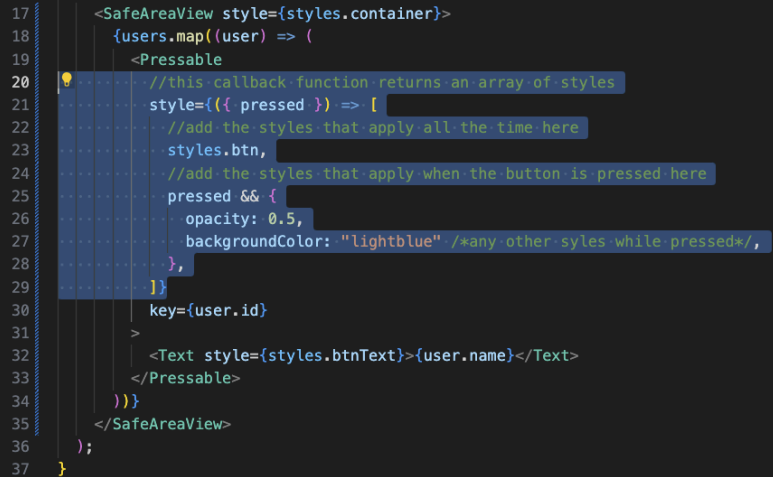 17 <SafeAreaView style={styles.container}>
18 {users.map((user) => (
19 <Pressable
20 //this callback function returns an array of styles
21 style={({ pressed }) => [
22 //add the styles that apply all the time here
23 styles.btn,
24 //add the styles that apply when the button is pressed here
25 pressed && {
26 opacity: 0.5,
27 backgroundColor: "lightblue" /*any other syles while pressed*/,
28 },
29 ]}
30 key={user.id}
31 >
32 <Text style={styles.btnText}>{user.name}</Text>
33 </Pressable>
34 ))}
35 </SafeAreaView>
36 );
37 }